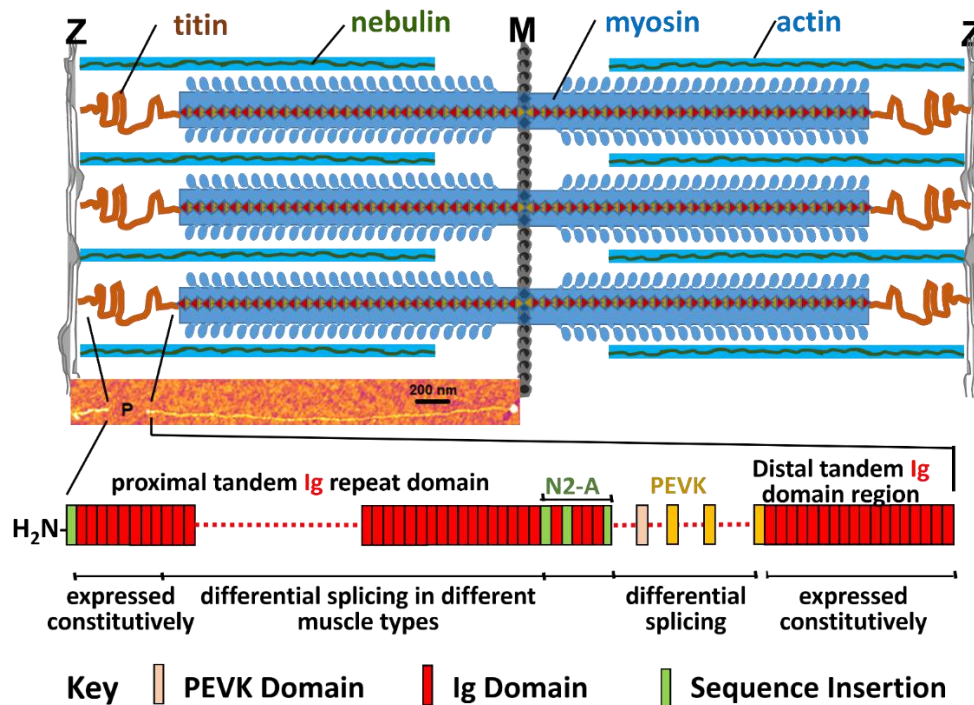 Z titin nebulin M myosin actin Z
200 nm
P
proximal tandem Ig repeat domain
N2-A
PEVK
Distal tandem Ig
domain region
H2N-
expressed
constitutively
differential splicing in different
muscle types
differential
splicing
expressed
constitutively
Key PEVK Domain Ig Domain Sequence Insertion